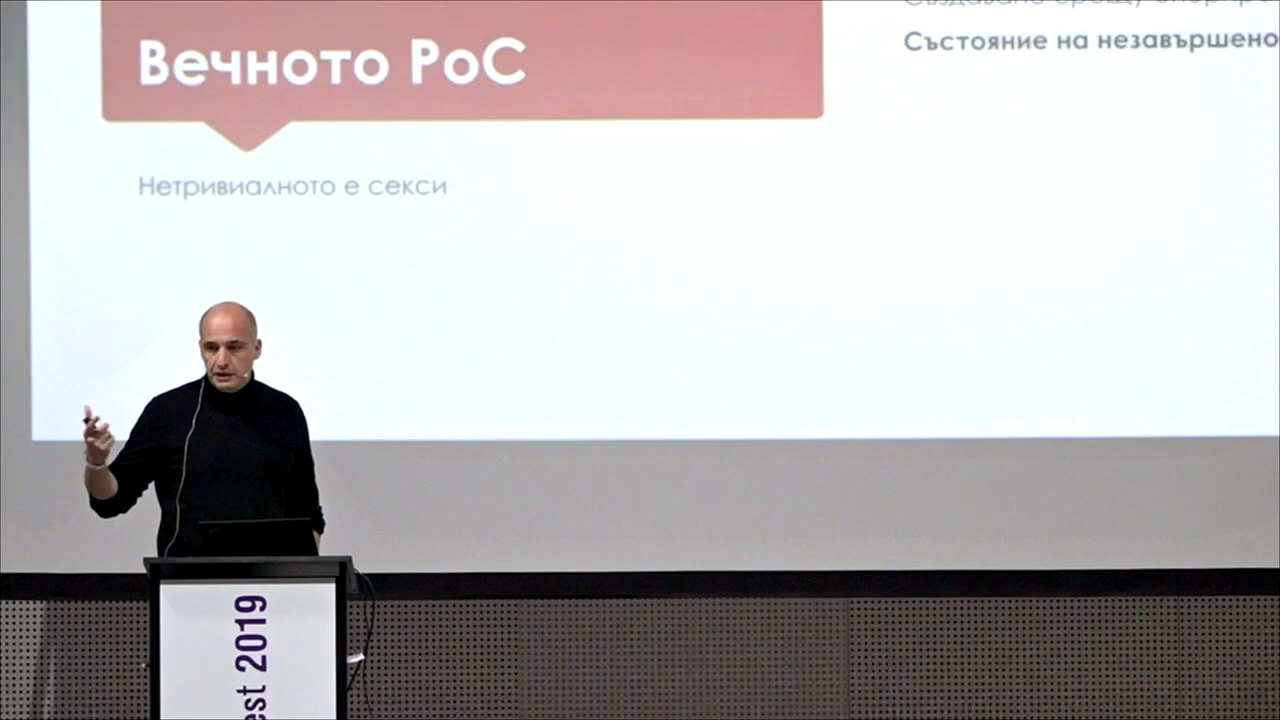 Вечното PoC
Нетривиалното е секси
Състояние на незавършено
est 2019